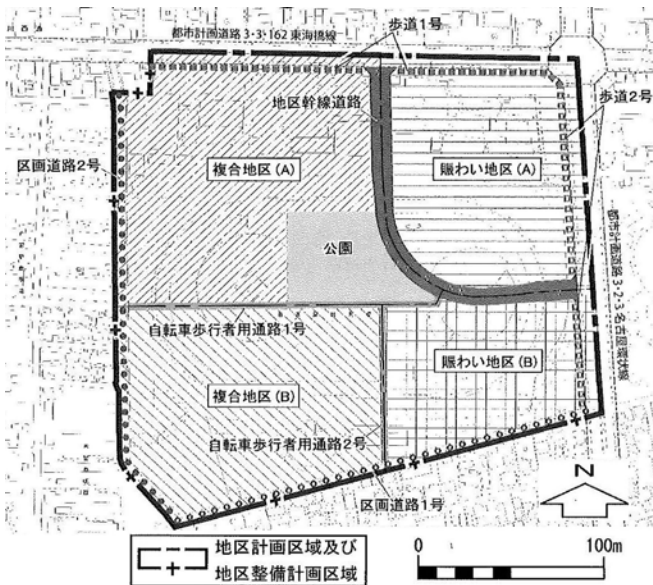 都市計画道路3・3・162東海橋線
歩道1号
地区幹線道路
歩道2号
区画道路2号
複合地区(A)
賑わい地区(A)
都市計画道路3・2・3名古屋環状線
公園
自転車歩行者用通路1号
複合地区(B)
賑わい地区(B)
自転車歩行者用通路2号
区画道路1号
N
地区計画区域及び
地区整備計画区域
0 100m